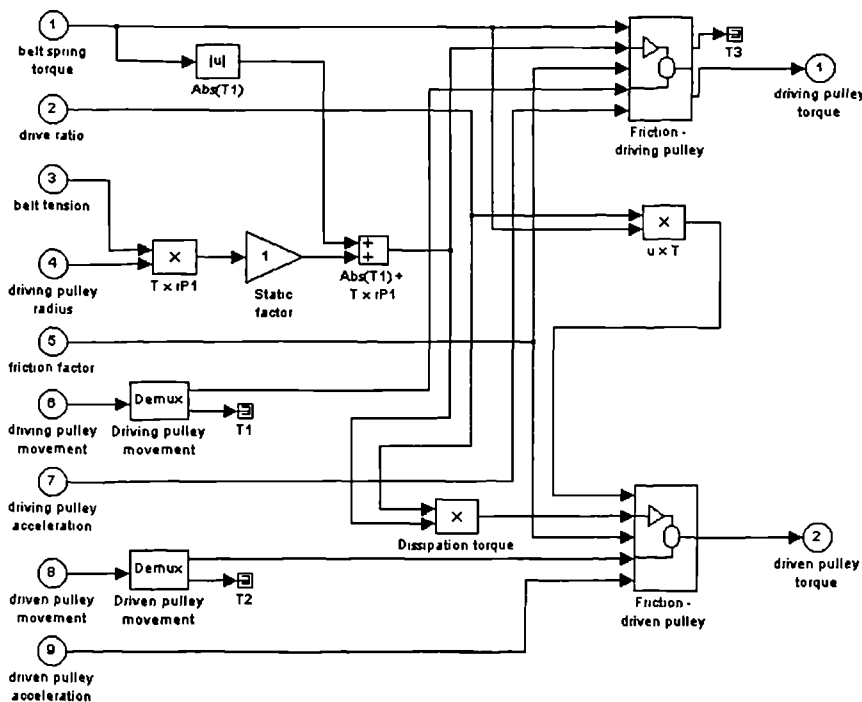 1
belt spring
torque
|u|
Abs(T1)
2
drive ratio
3
belt tension
4
driving pulley
radius
×
T × rP1
1
Static
factor
+
+
Abs(T1) +
T × rP1
5
friction factor
6
driving pulley
movement
Demux
Driving pulley
movement
T1
7
driving pulley
acceleration
8
driven pulley
movement
Demux
Driven pulley
movement
T2
9
driven pulley
acceleration
×
Dissipation torque
×
u × T
Friction -
driving pulley
T3
1
driving pulley
torque
Friction -
driven pulley
2
driven pulley
torque